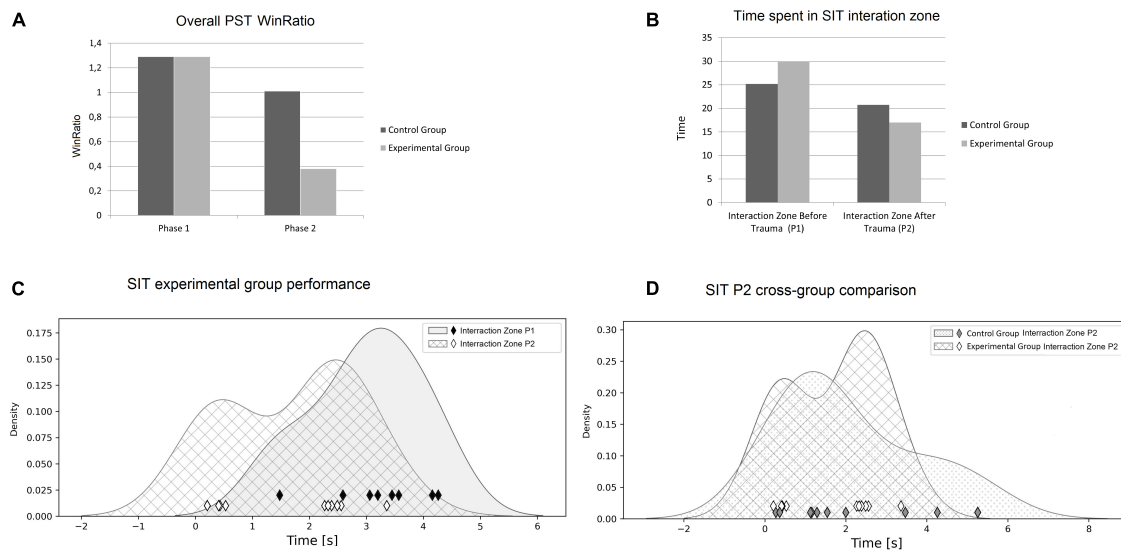 A
Overall PST WinRatio
WinRatio
1,4
1,2
1
0,8
0,6
0,4
0,2
0
Phase 1
Phase 2
Control Group
Experimental Group
B
Time spent in SIT interation zone
Time
35
30
25
20
15
10
5
0
Interaction Zone Before
Trauma (P1)
Interaction Zone After
Trauma (P2)
Control Group
Experimental Group
C
SIT experimental group performance
Density
0.175
0.150
0.125
0.100
0.075
0.050
0.025
0.000
−2 −1 0 1 2 3 4 5 6
Time [s]
Interraction Zone P1
Interraction Zone P2
D
SIT P2 cross-group comparison
Density
0.30
0.25
0.20
0.15
0.10
0.05
0.00
−2 0 2 4 6 8
Time [s]
Control Group Interraction Zone P2
Experimental Group Interraction Zone P2